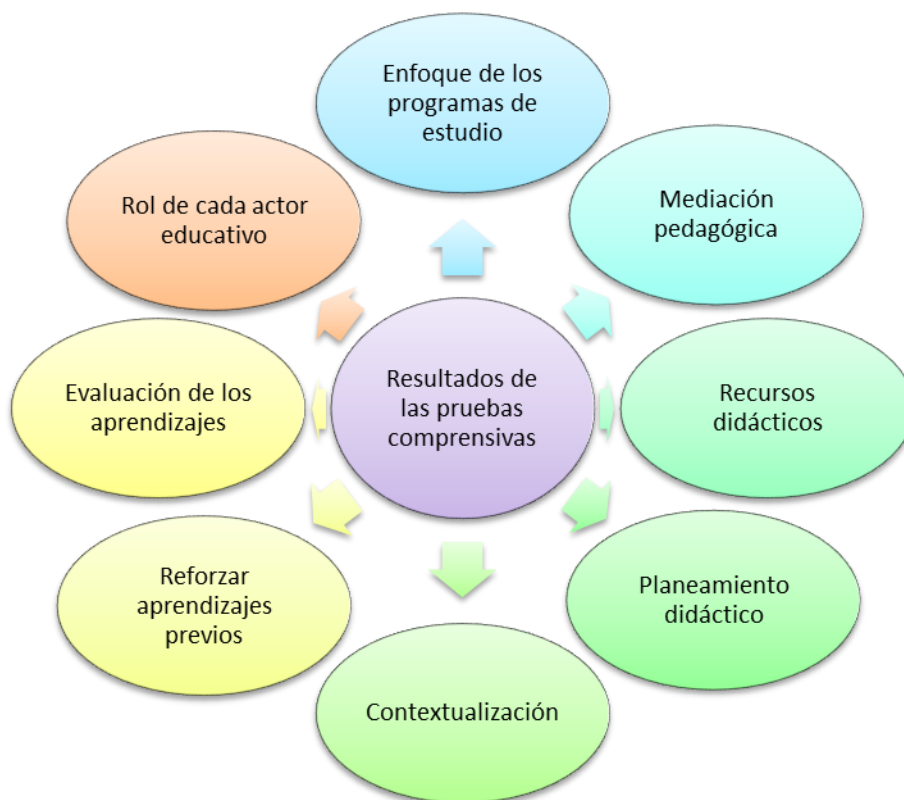 Enfoque de los
programas de
estudio
Mediación
pedagógica
Recursos
didácticos
Planeamiento
didáctico
Contextualización
Reforzar
aprendizajes
previos
Evaluación de los
aprendizajes
Rol de cada actor
educativo
Resultados de
las pruebas
comprensivas